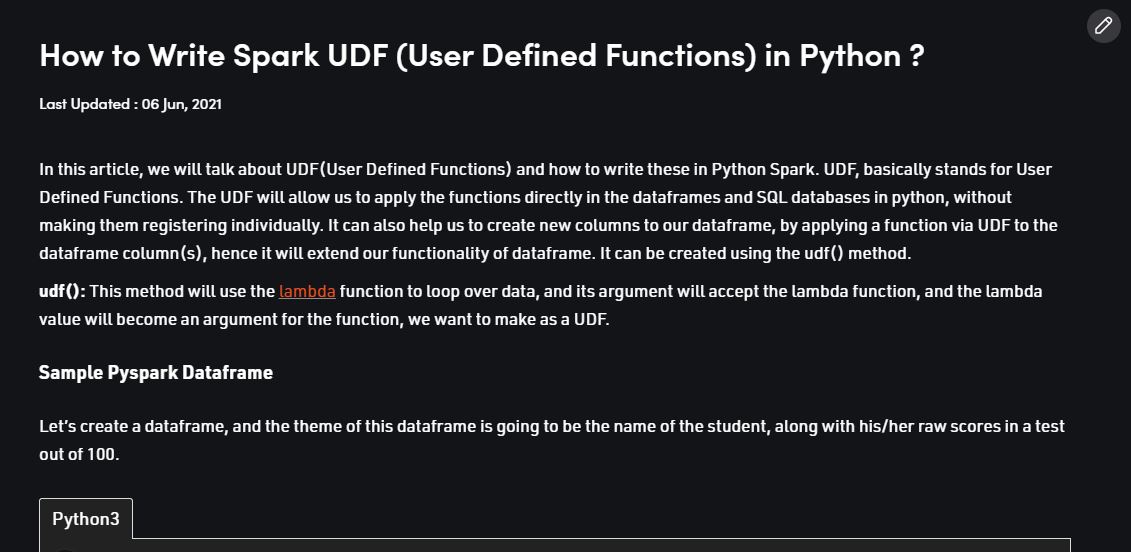 How to Write Spark UDF (User Defined Functions) in Python ?
Last Updated : 06 Jun, 2021
In this article, we will talk about UDF(User Defined Functions) and how to write these in Python Spark. UDF, basically stands for User
Defined Functions. The UDF will allow us to apply the functions directly in the dataframes and SQL databases in python, without
making them registering individually. It can also help us to create new columns to our dataframe, by applying a function via UDF to the
dataframe column(s), hence it will extend our functionality of dataframe. It can be created using the udf() method.
udf(): This method will use the lambda function to loop over data, and its argument will accept the lambda function, and the lambda
value will become an argument for the function, we want to make as a UDF.
Sample Pyspark Dataframe
Let’s create a dataframe, and the theme of this dataframe is going to be the name of the student, along with his/her raw scores in a test
out of 100.
Python3